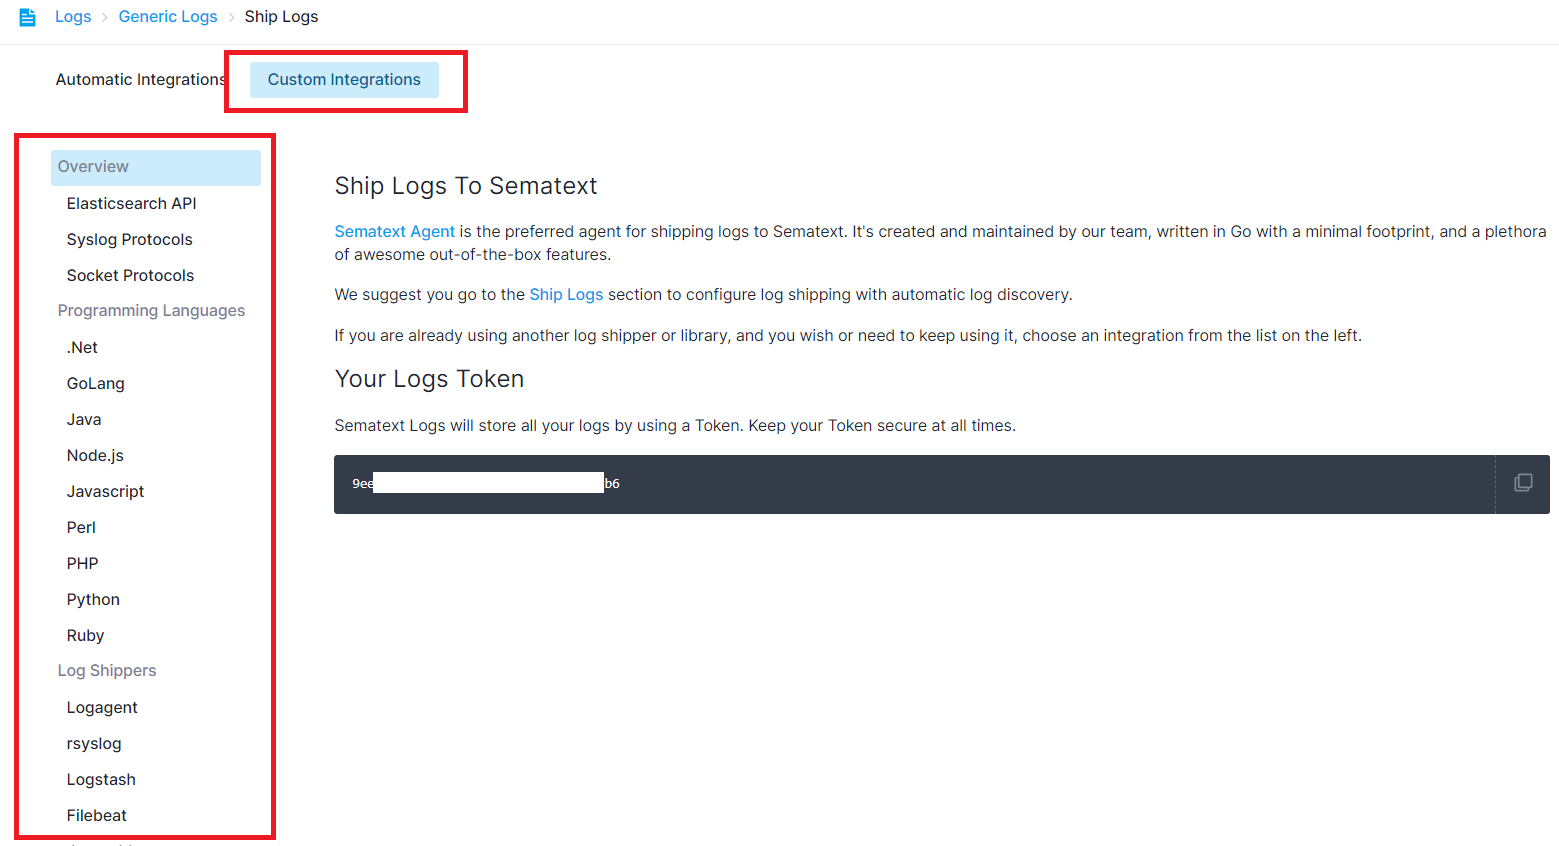 Logs > Generic Logs > Ship Logs
Automatic Integrations
Custom Integrations
Overview
Elasticsearch API
Syslog Protocols
Socket Protocols
Programming Languages
.Net
GoLang
Java
Node.js
Javascript
Perl
PHP
Python
Ruby
Log Shippers
Logagent
rsyslog
Logstash
Filebeat
Ship Logs To Sematext
Sematext Agent is the preferred agent for shipping logs to Sematext. It's created and maintained by our team, written in Go with a minimal footprint, and a plethora
of awesome out-of-the-box features.
We suggest you go to the Ship Logs section to configure log shipping with automatic log discovery.
If you are already using another log shipper or library, and you wish or need to keep using it, choose an integration from the list on the left.
Your Logs Token
Sematext Logs will store all your logs by using a Token. Keep your Token secure at all times.
9ee b6